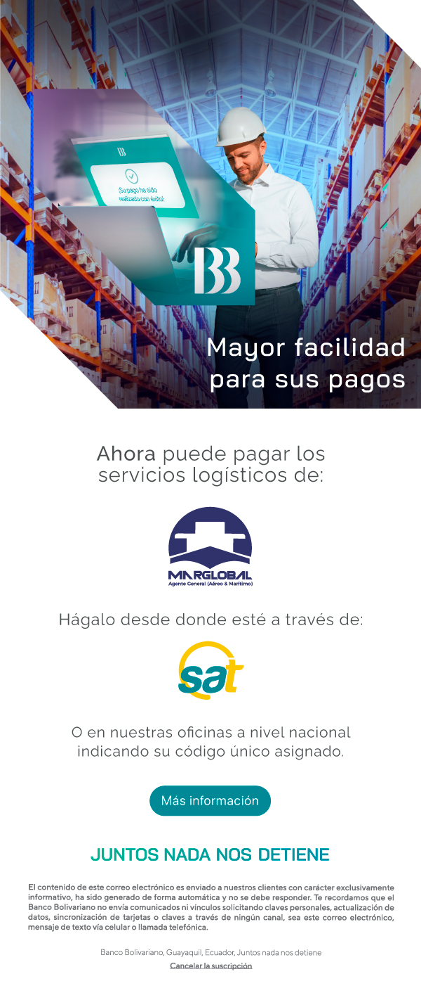 BB
¡Su pago ha sido
realizado con éxito!
BB
Mayor facilidad
para sus pagos
Ahora puede pagar los
servicios logísticos de:
MARGLOBAL
Agente General (Aéreo & Marítimo)
Hágalo desde donde esté a través de:
sat
O en nuestras oficinas a nivel nacional
indicando su código único asignado.
Más información
JUNTOS NADA NOS DETIENE
El contenido de este correo electrónico es enviado a nuestros clientes con carácter exclusivamente
informativo, ha sido generado de forma automática y no se debe responder. Te recordamos que el
Banco Bolivariano no envía comunicados ni vínculos solicitando claves personales, actualización de
datos, sincronización de tarjetas o claves a través de ningún canal, sea este correo electrónico,
mensaje de texto vía celular o llamada telefónica.
Banco Bolivariano, Guayaquil, Ecuador, Juntos nada nos detiene
Cancelar la suscripción